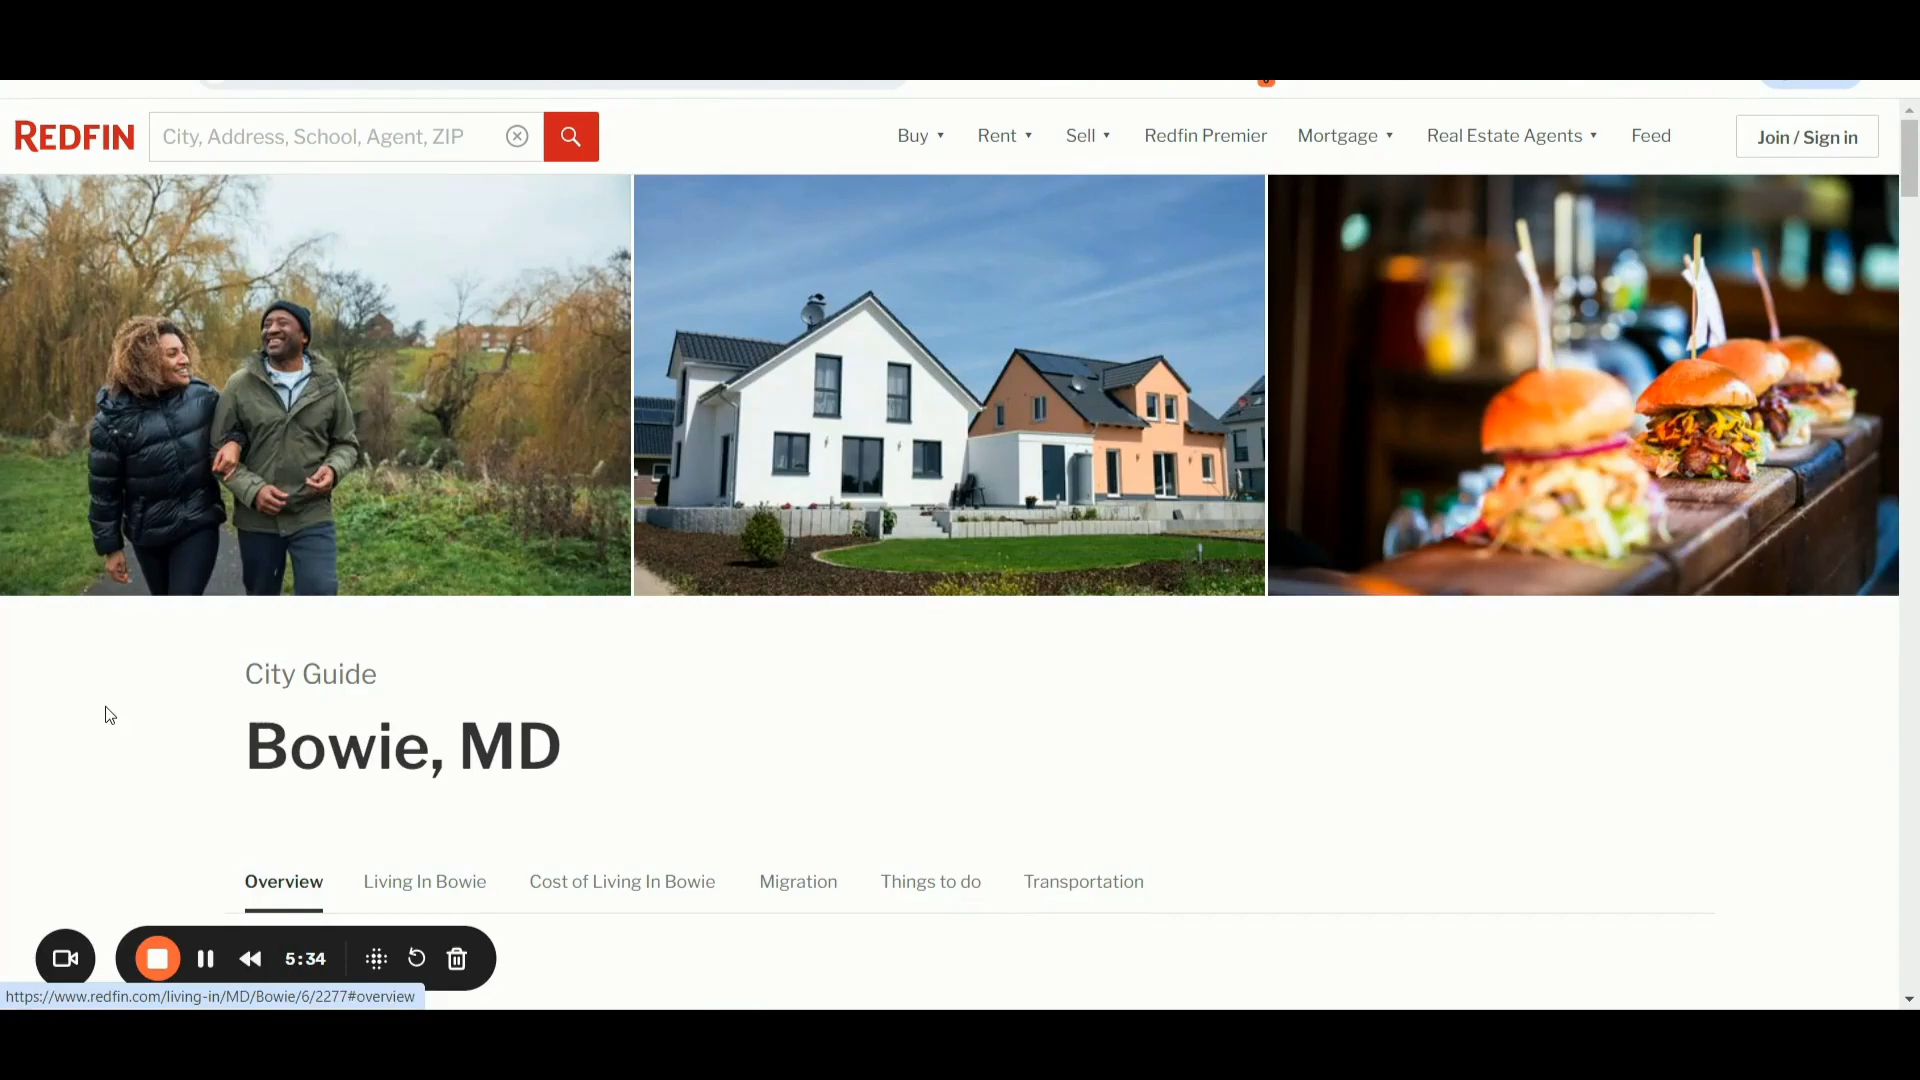 REDFIN
City, Address, School, Agent, ZIP
Buy
Rent
Sell
Redfin Premier
Mortgage
Real Estate Agents
Feed
Join / Sign in
City Guide
Bowie, MD
Overview
Living In Bowie
Cost of Living In Bowie
Migration
Things to do
Transportation
5:34
https://www.redfin.com/living-in/MD/Bowie/6/2277#overview